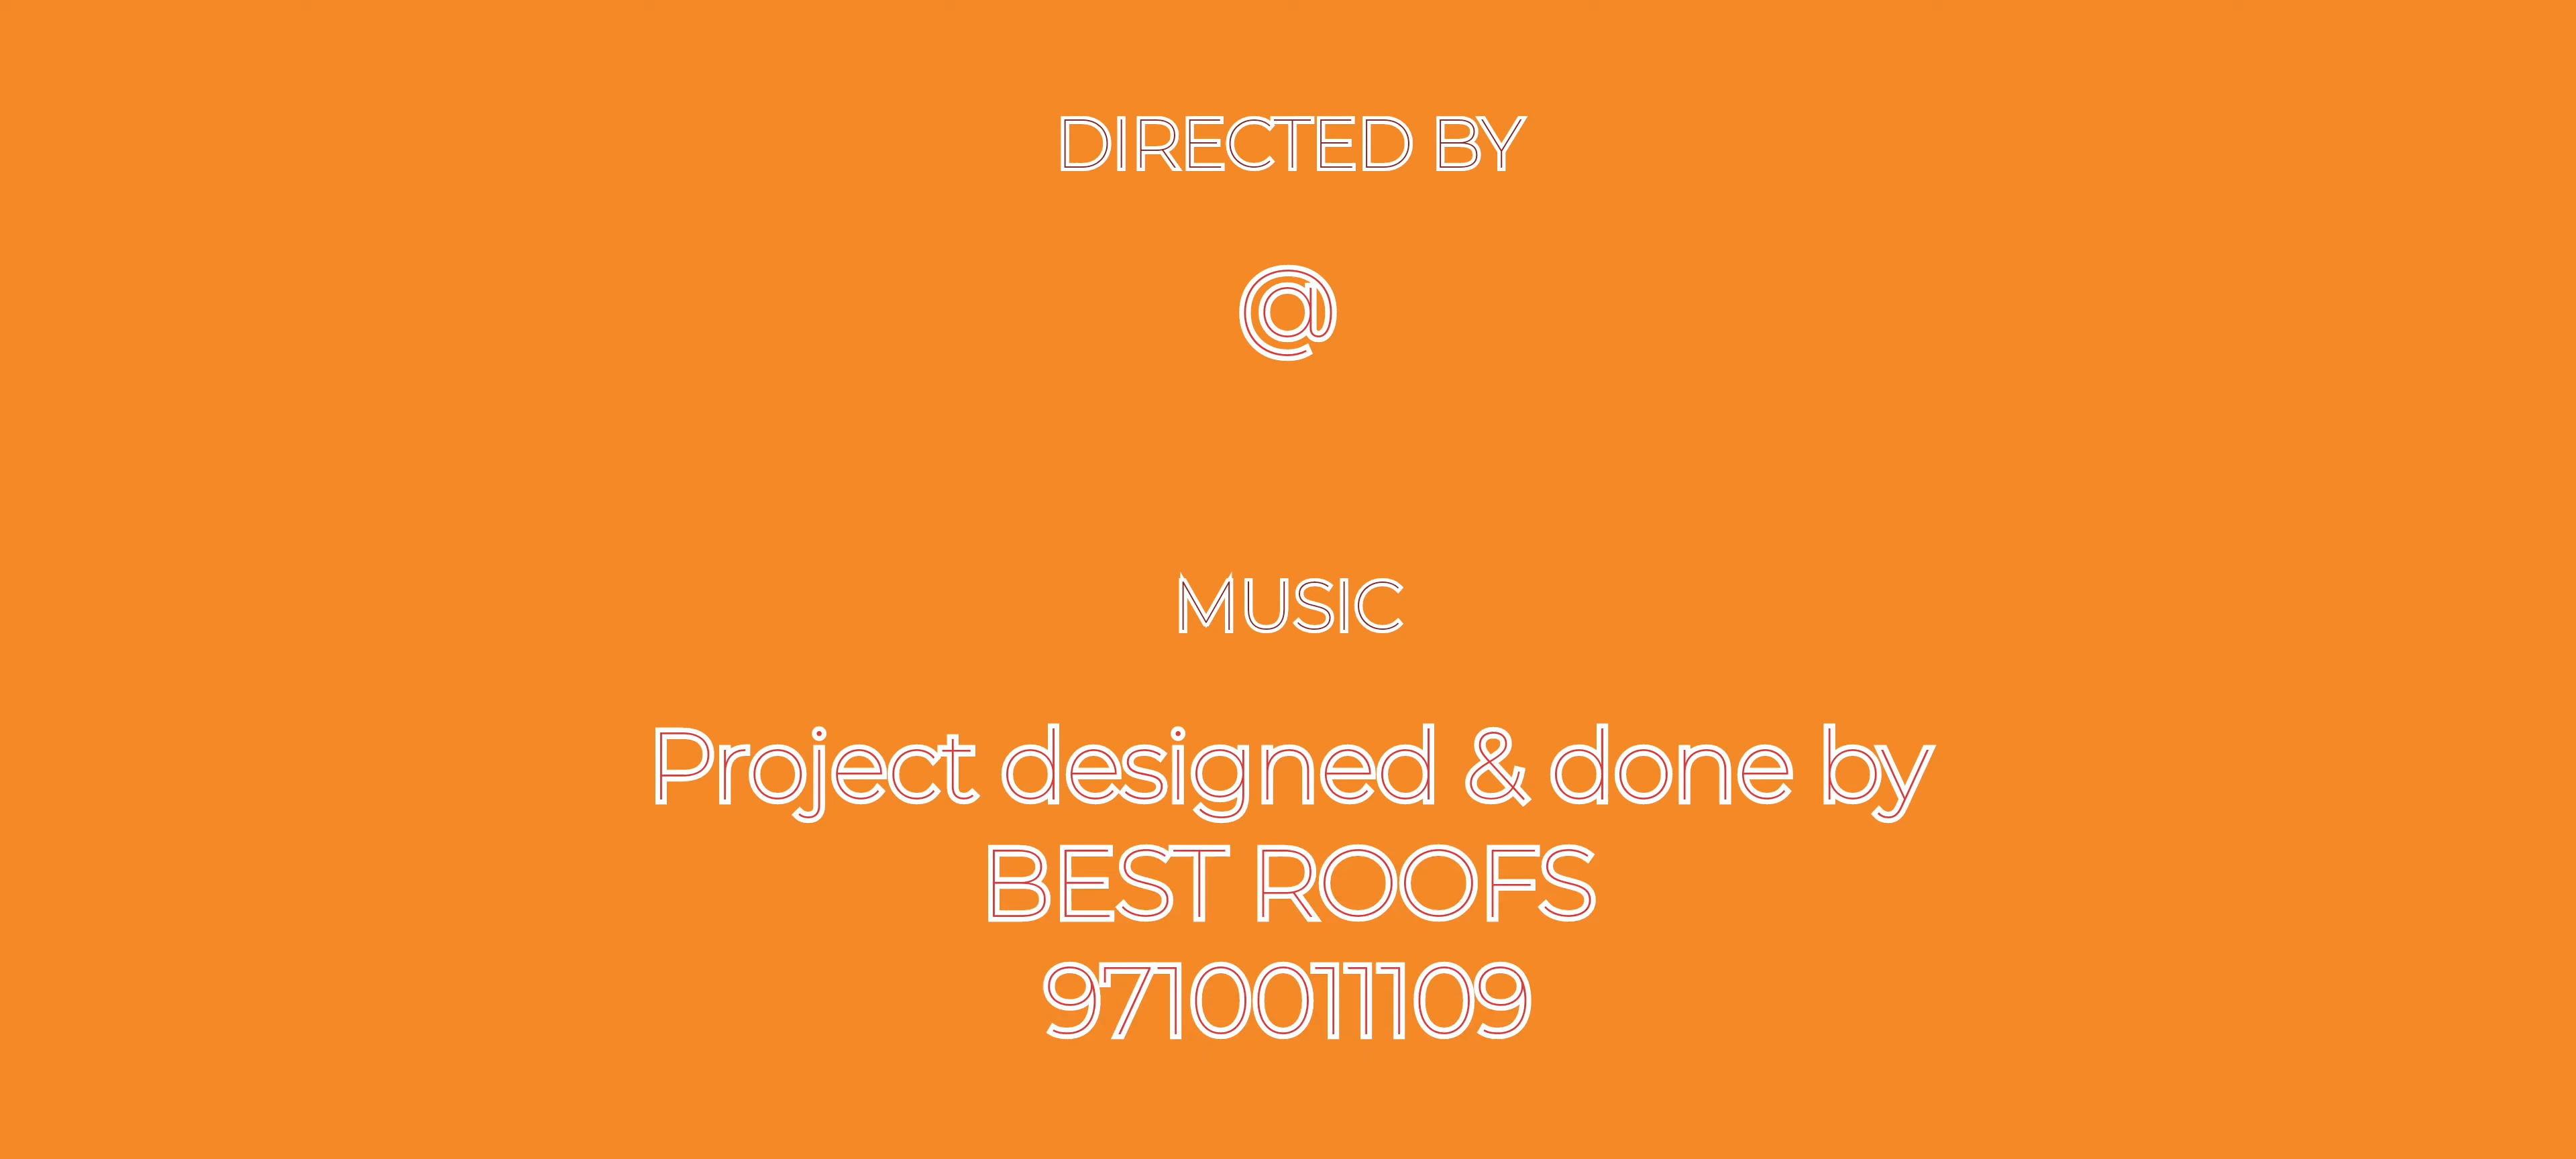 DIRECTED BY
@
MUSIC
Project designed & done by
BEST ROOFS
9710011109